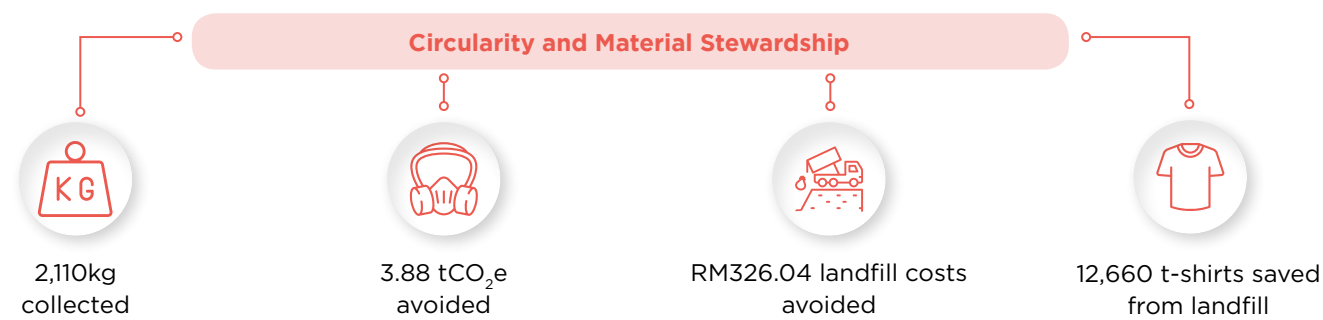 Circularity and Material Stewardship
KG
2,110kg
collected
3.88 tCO₂e
avoided
RM326.04 landfill costs
avoided
12,660 t-shirts saved
from landfill